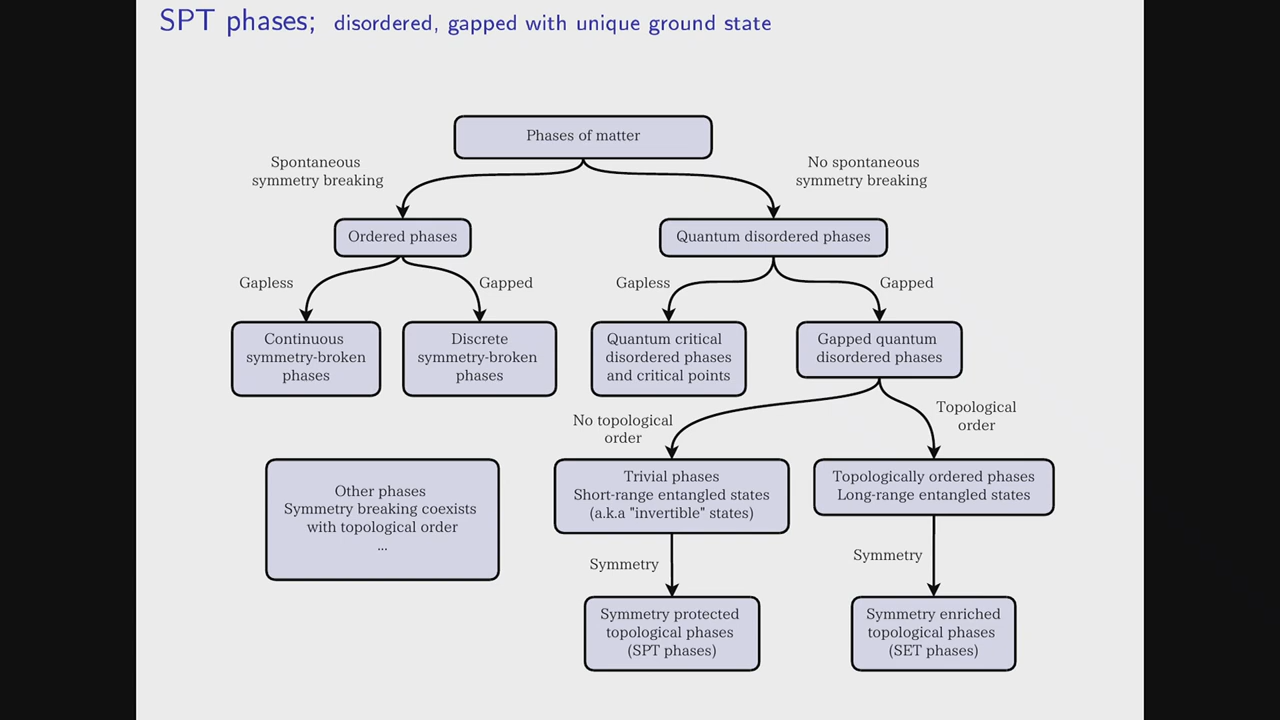 SPT phases; disordered, gapped with unique ground state
Phases of matter
Spontaneous
symmetry breaking
No spontaneous
symmetry breaking
Ordered phases
Quantum disordered phases
Gapless
Gapped
Gapless
Gapped
Continuous
symmetry-broken
phases
Discrete
symmetry-broken
phases
Quantum critical
disordered phases
and critical points
Gapped quantum
disordered phases
No topological
order
Topological
order
Other phases
Symmetry breaking coexists
with topological order
...
Trivial phases
Short-range entangled states
(a.k.a "invertible" states)
Topologically ordered phases
Long-range entangled states
Symmetry
Symmetry
Symmetry protected
topological phases
(SPT phases)
Symmetry enriched
topological phases
(SET phases)